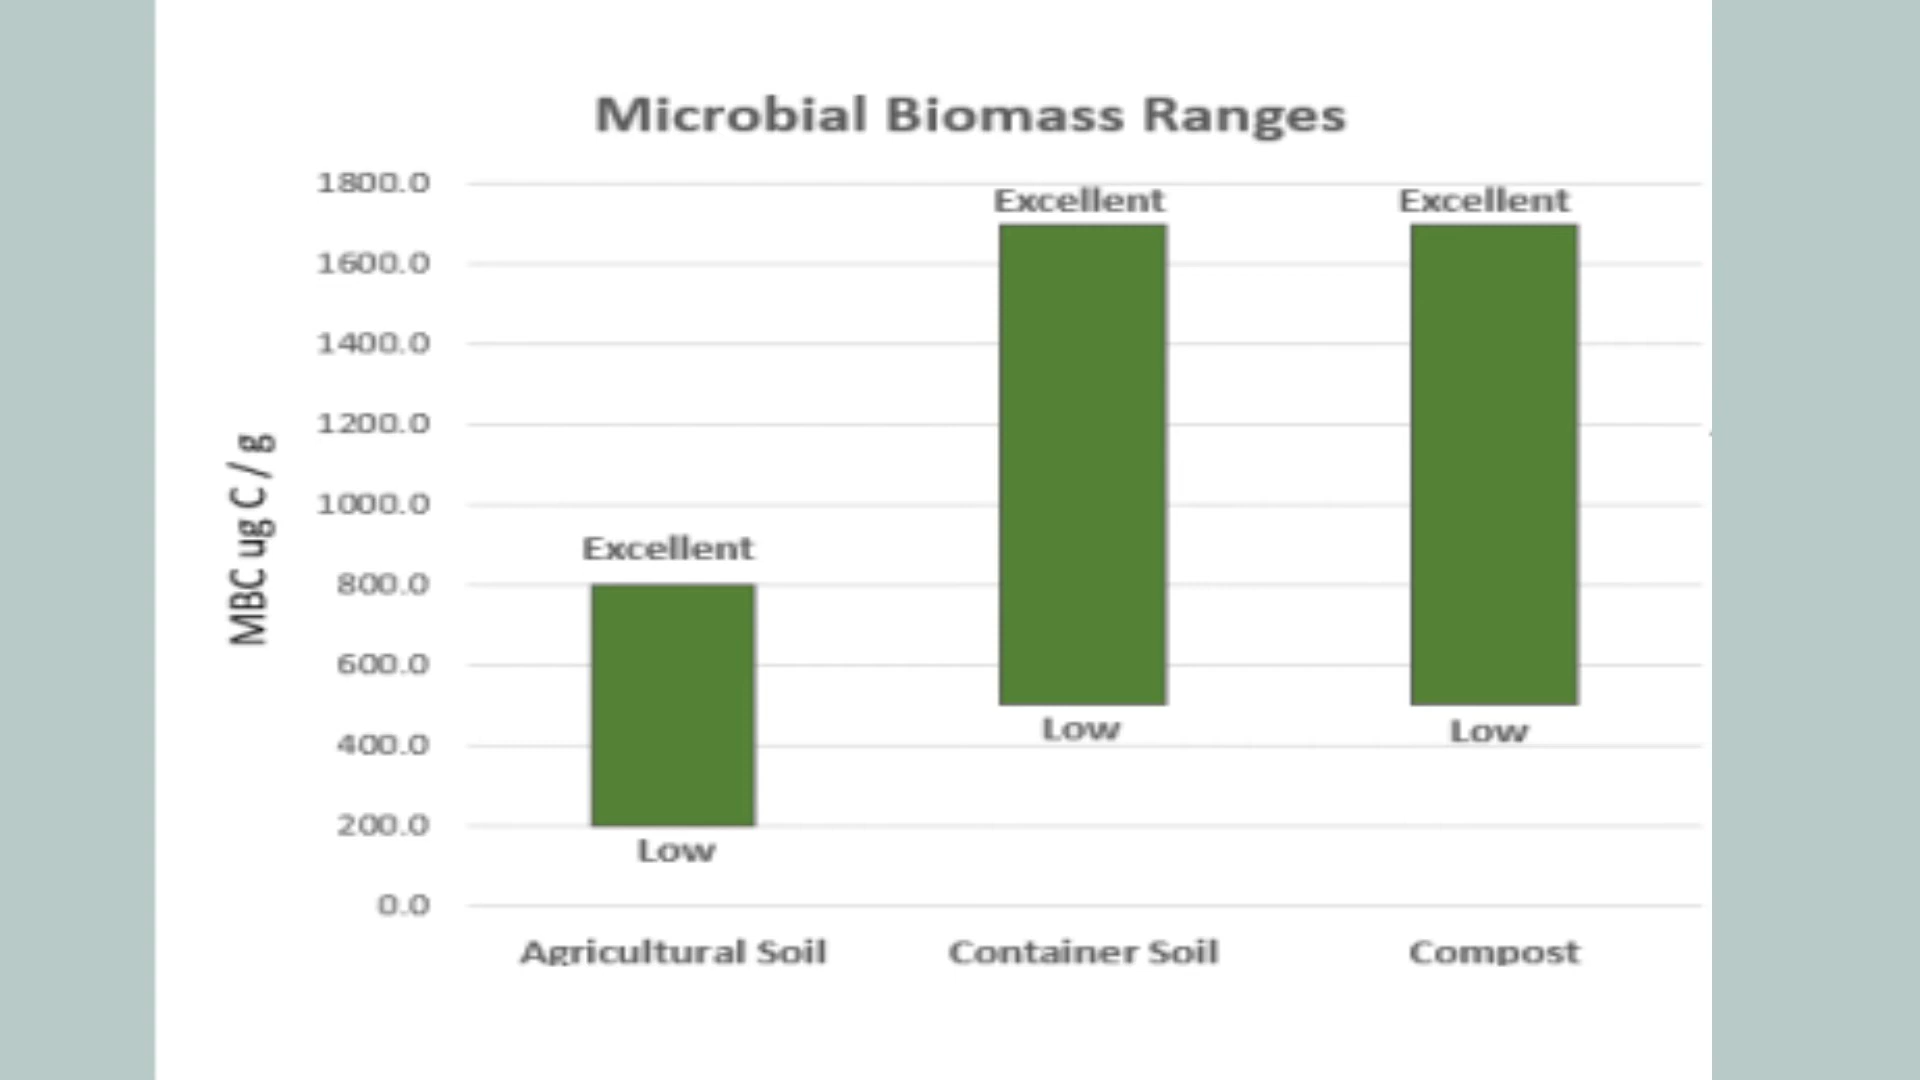 Microbial Biomass Ranges
MBC ug C / g
1800.0
1600.0
1400.0
1200.0
1000.0
800.0
600.0
400.0
200.0
0.0
Excellent
Low
Excellent
Low
Excellent
Low
Agricultural Soil
Container Soil
Compost